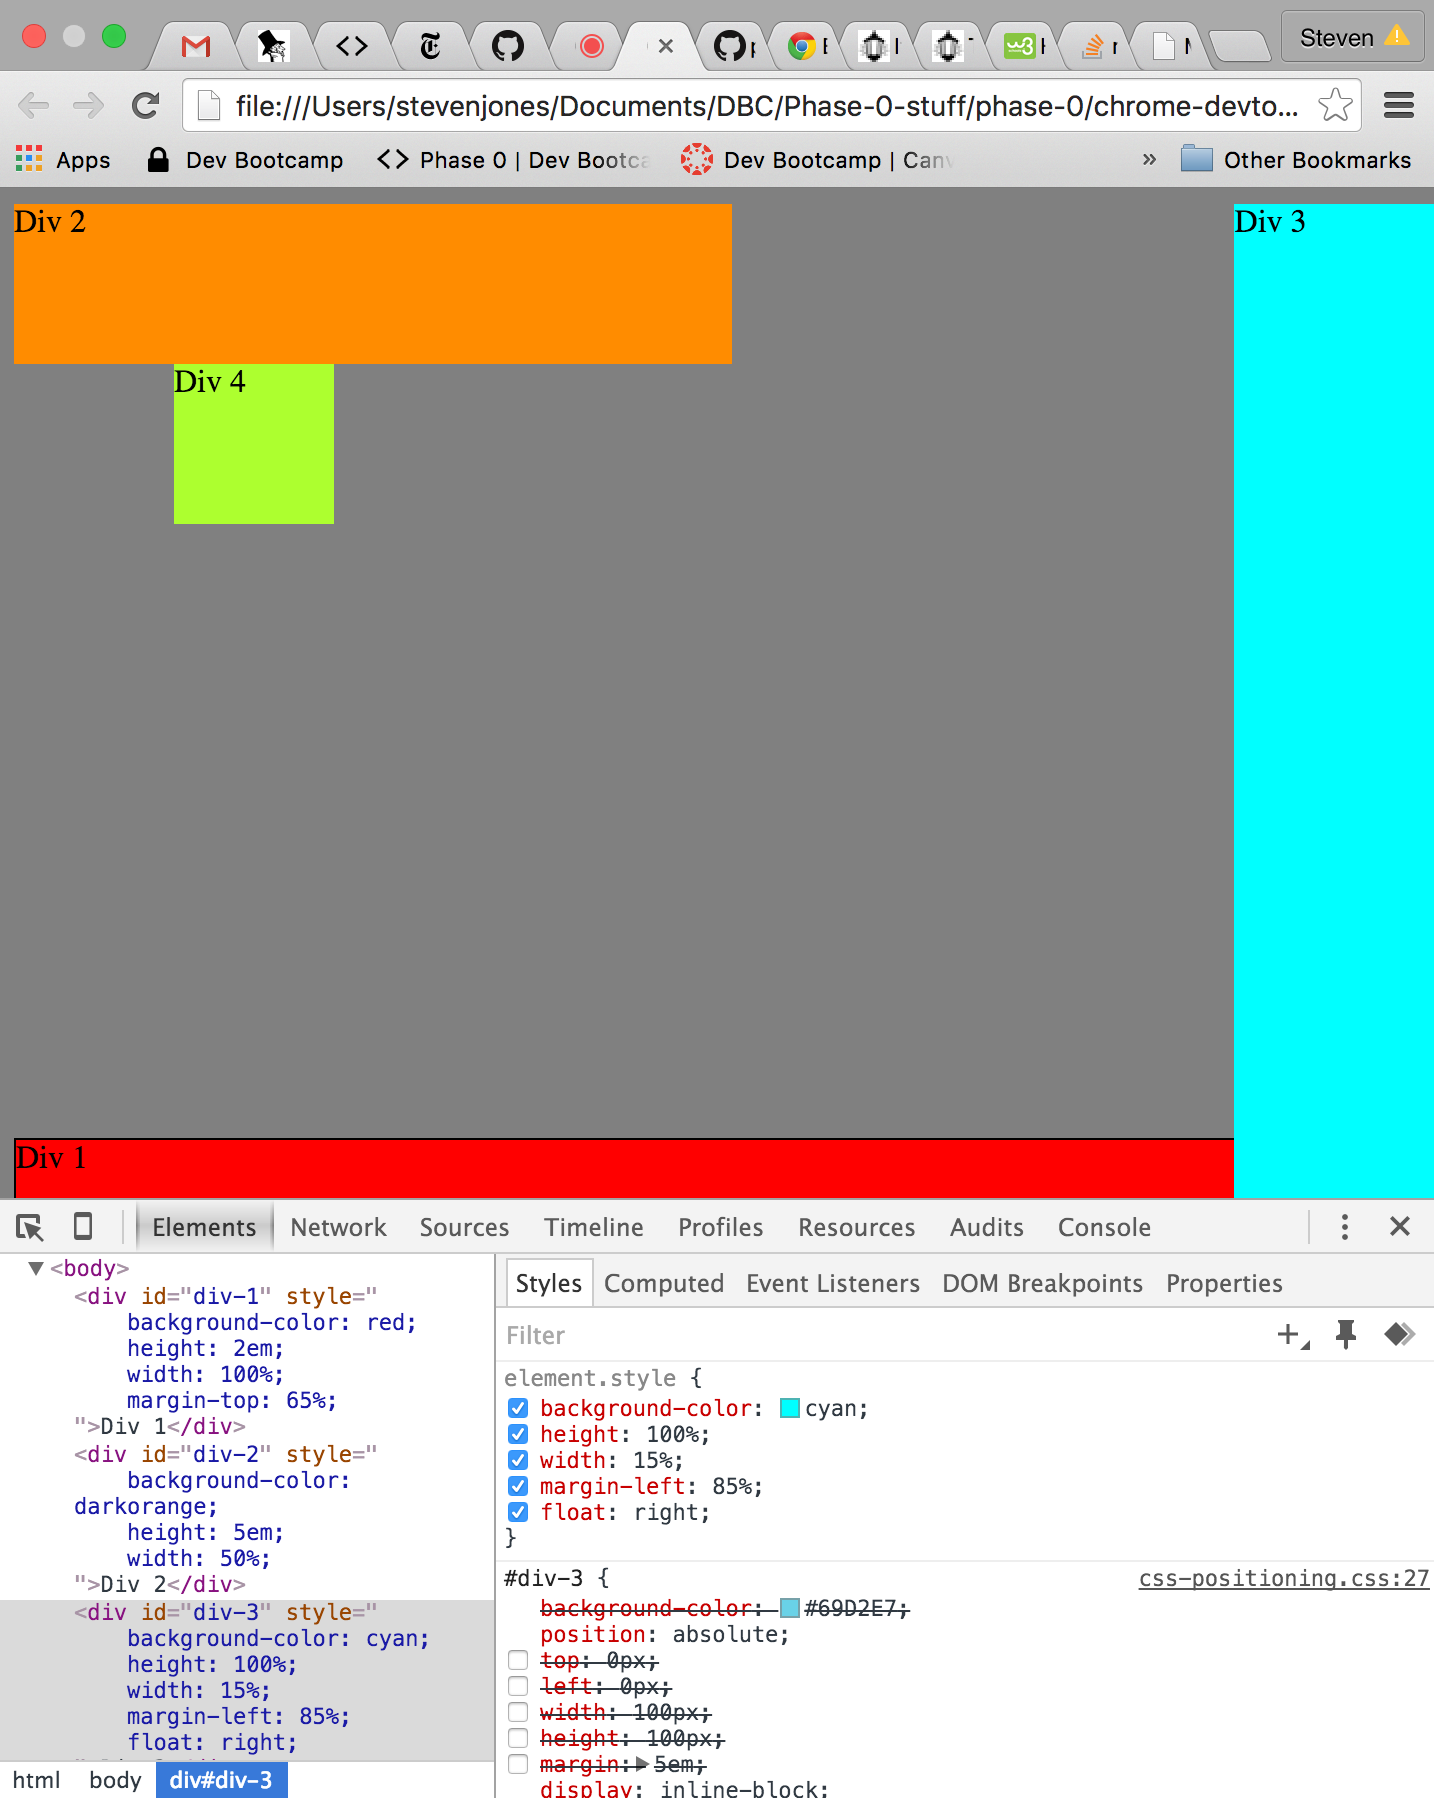 Steven
file:///Users/stevenjones/Documents/DBC/Phase-0-stuff/phase-0/chrome-devto...
Apps Dev Bootcamp <> Phase 0 | Dev Bootca Dev Bootcamp | Canv » Other Bookmarks
Div 2
Div 3
Div 4
Div 1
Elements Network Sources Timeline Profiles Resources Audits Console
<body>
<div id="div-1" style="
background-color: red;
height: 2em;
width: 100%;
margin-top: 65%;
">Div 1</div>
<div id="div-2" style="
background-color:
darkorange;
height: 5em;
width: 50%;
">Div 2</div>
<div id="div-3" style="
background-color: cyan;
height: 100%;
width: 15%;
margin-left: 85%;
float: right;
html body div#div-3
Styles Computed Event Listeners DOM Breakpoints Properties
Filter
element.style {
background-color: cyan;
height: 100%;
width: 15%;
margin-left: 85%;
float: right;
}
#div-3 { css-positioning.css:27
background-color: #69D2E7;
position: absolute;
top: 0px;
left: 0px;
width: 100px;
height: 100px;
margin: 5em;
display: inline-block;